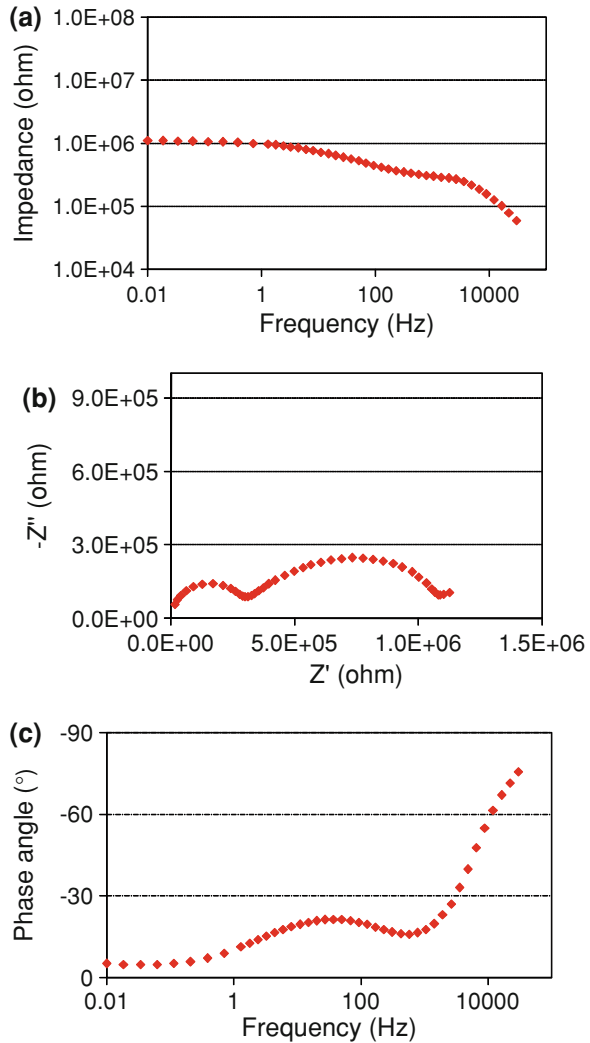 (a)
Impedance (ohm)
1.0E+08
1.0E+07
1.0E+06
1.0E+05
1.0E+04
0.01 1 100 10000
Frequency (Hz)
(b)
-Z" (ohm)
9.0E+05
6.0E+05
3.0E+05
0.0E+00
0.0E+00 5.0E+05 1.0E+06 1.5E+06
Z' (ohm)
(c)
Phase angle (°)
-90
-60
-30
0
0.01 1 100 10000
Frequency (Hz)